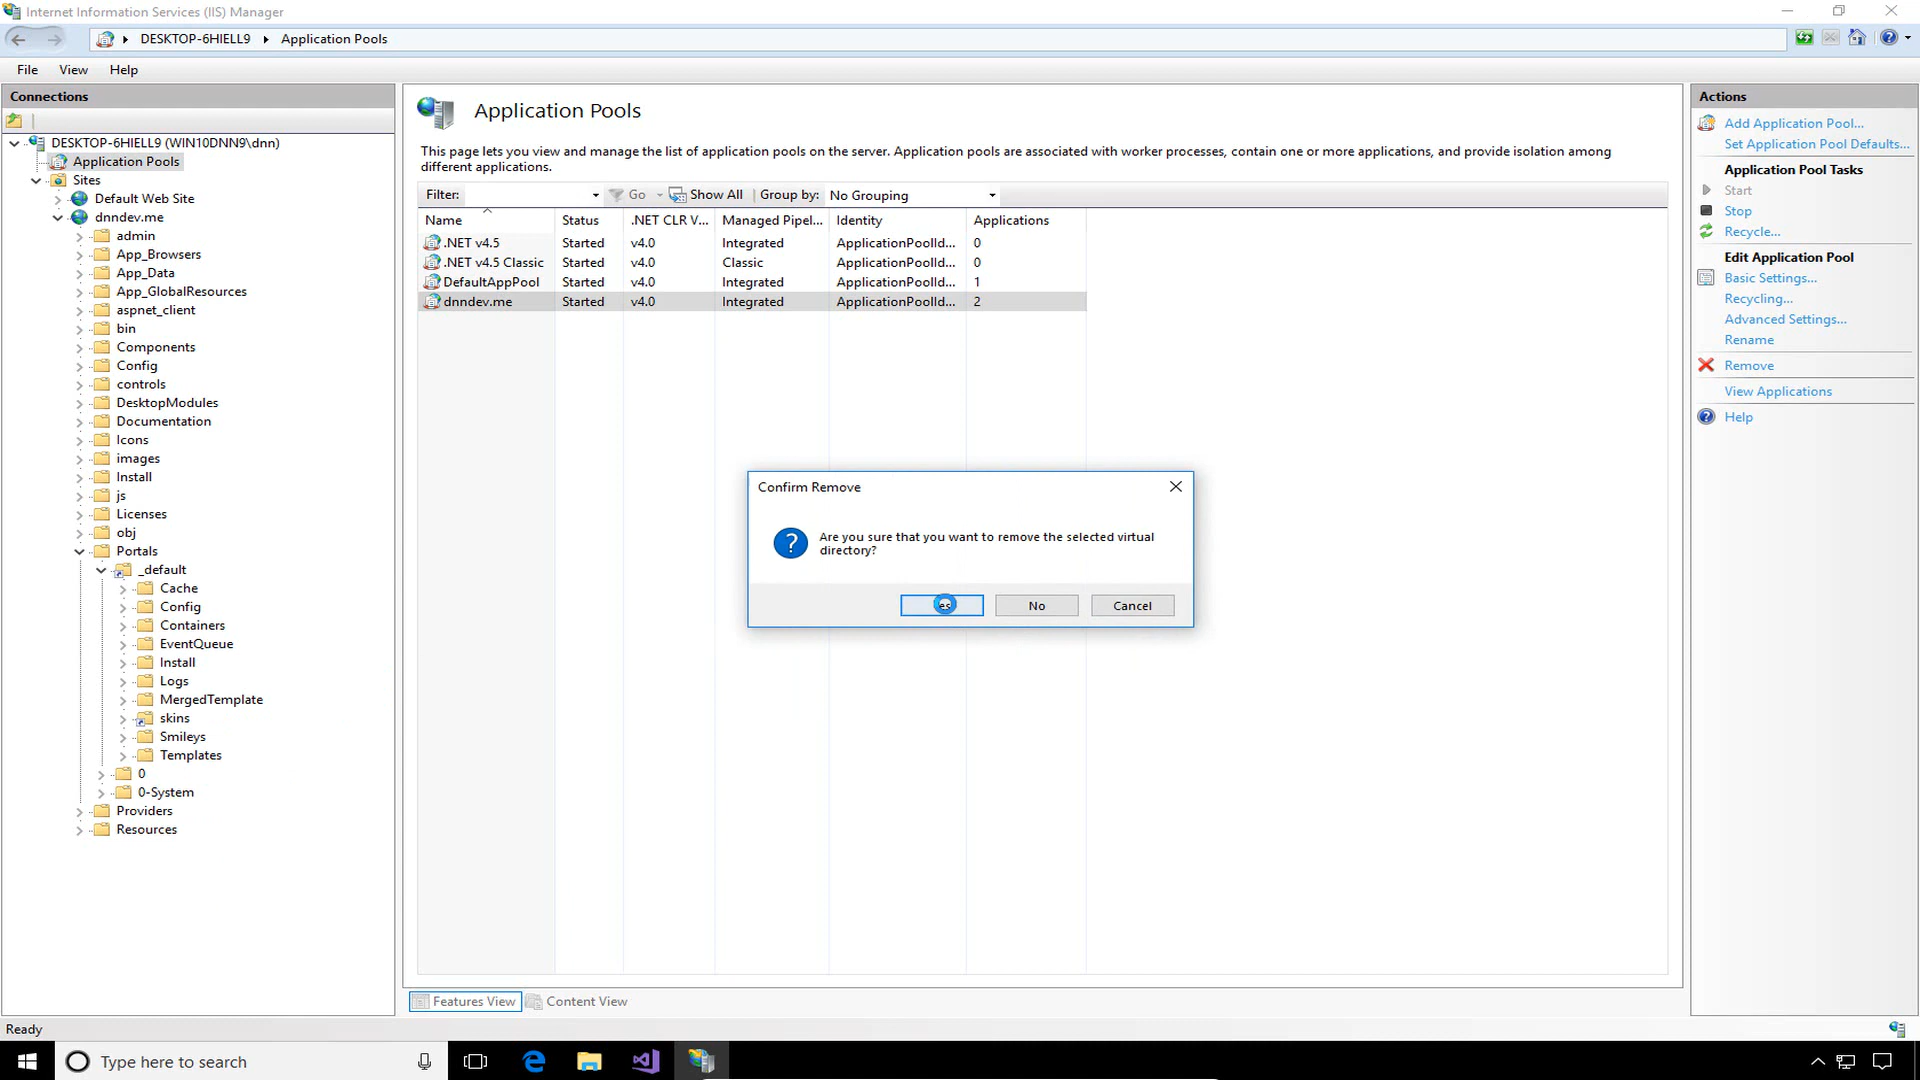 Internet Information Services (IIS) Manager
DESKTOP-6HIELL9
Application Pools
File
View
Help
Connections
DESKTOP-6HIELL9 (WIN10DNN9\dnn)
Application Pools
Sites
Default Web Site
dnndev.me
admin
App_Browsers
App_Data
App_GlobalResources
aspnet_client
bin
Components
Config
controls
DesktopModules
Documentation
Icons
images
Install
js
Licenses
obj
Portals
_default
Cache
Config
Containers
EventQueue
Install
Logs
MergedTemplate
skins
Smileys
Templates
0
0-System
Providers
Resources
Application Pools
This page lets you view and manage the list of application pools on the server. Application pools are associated with worker processes, contain one or more applications, and provide isolation among
different applications.
Filter: Go Show All Group by: No Grouping
Name Status .NET CLR V... Managed Pipel... Identity Applications
.NET v4.5 Started v4.0 Integrated ApplicationPoolId... 0
.NET v4.5 Classic Started v4.0 Classic ApplicationPoolId... 0
DefaultAppPool Started v4.0 Integrated ApplicationPoolId... 1
dnndev.me Started v4.0 Integrated ApplicationPoolId... 2
Confirm Remove
Are you sure that you want to remove the selected virtual
directory?
No
Cancel
Features View
Content View
Actions
Add Application Pool...
Set Application Pool Defaults...
Application Pool Tasks
Start
Stop
Recycle...
Edit Application Pool
Basic Settings...
Recycling...
Advanced Settings...
Rename
Remove
View Applications
Help
Ready
Type here to search